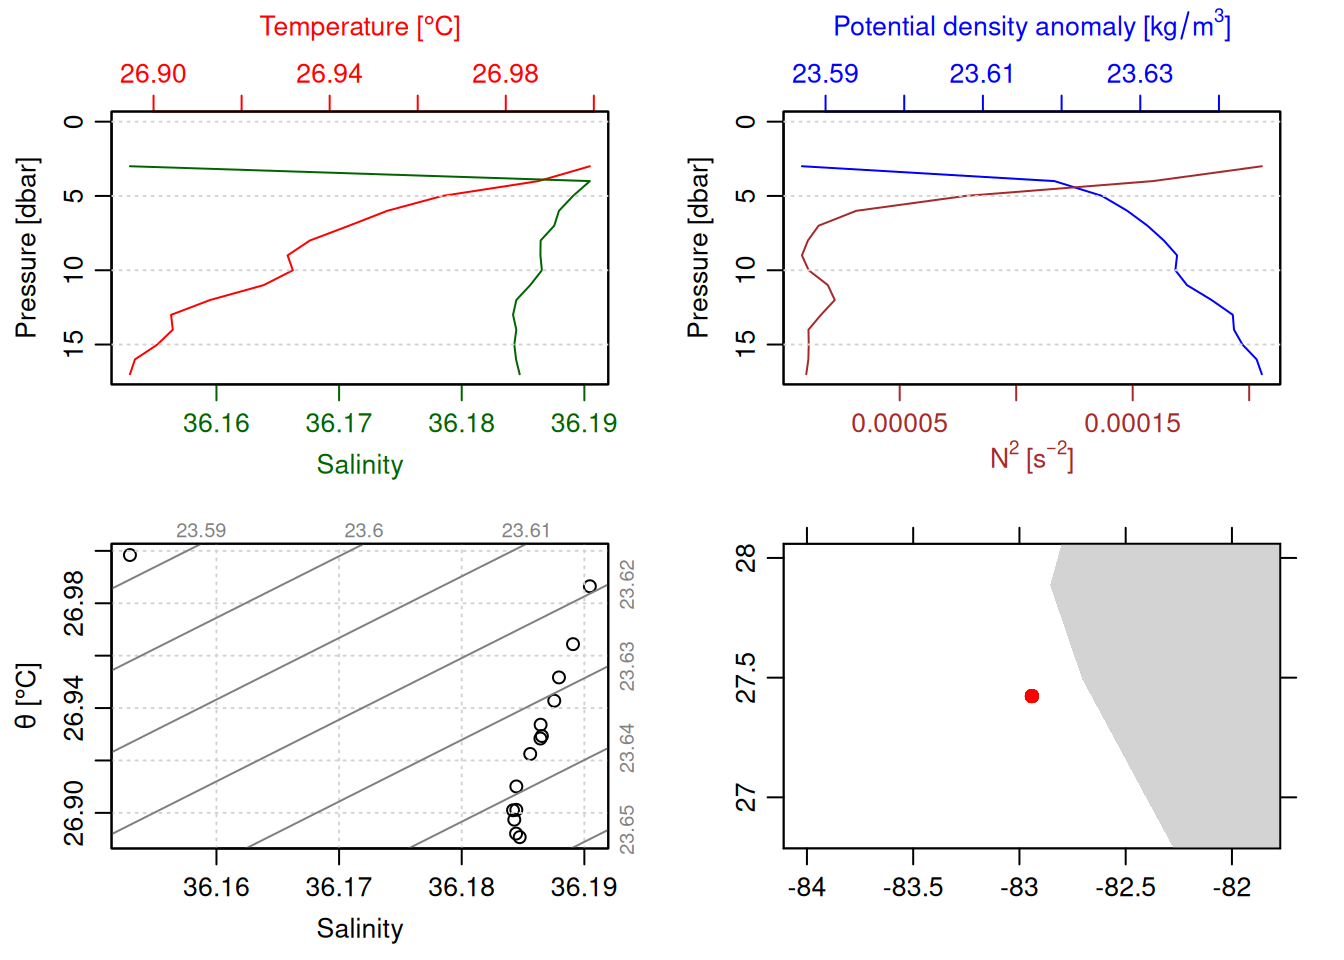 Temperature [°C]
26.90 26.94 26.98
Pressure [dbar]
0
5
10
15
36.16 36.17 36.18 36.19
Salinity
Potential density anomaly [kg/m³]
23.59 23.61 23.63
Pressure [dbar]
0
5
10
15
0.00005 0.00015
N² [s⁻²]
23.59 23.6 23.61
23.62
23.63
23.64
23.65
θ [°C]
26.98
26.94
26.90
36.16 36.17 36.18 36.19
Salinity
28
27.5
27
-84 -83.5 -83 -82.5 -82